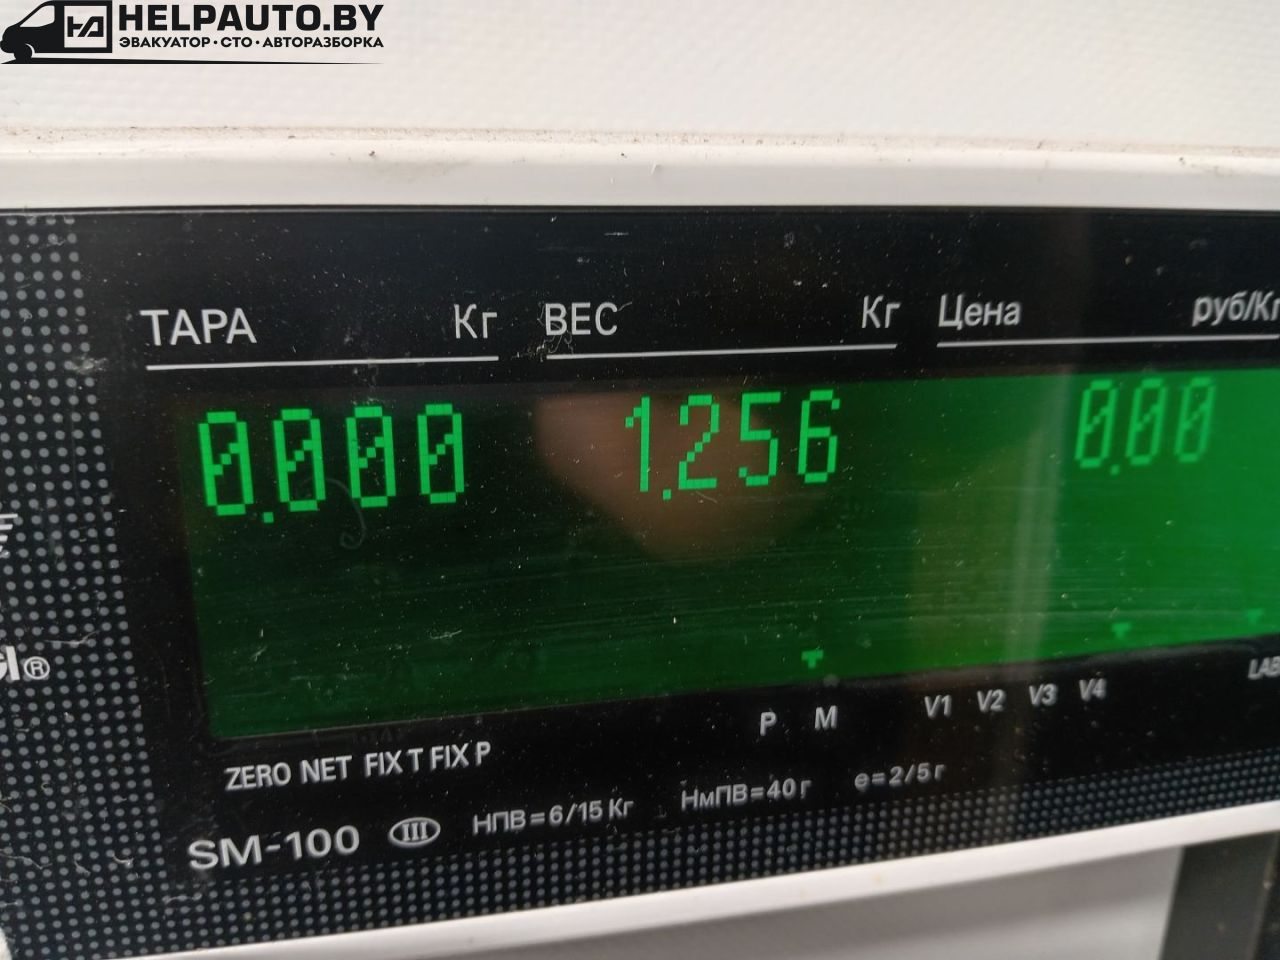 HELPAUTO.BY
ЭВАКУАТОР·СТО·АВТОРАЗБОРКА
ТАРА Кг ВЕС Кг Цена руб/Кг
0.000 1.256 0.00
P M V1 V2 V3 V4
ZERO NET FIX T FIX P
SM-100 III НПВ=6/15 Кг НмПВ=40 г e=2/5 г